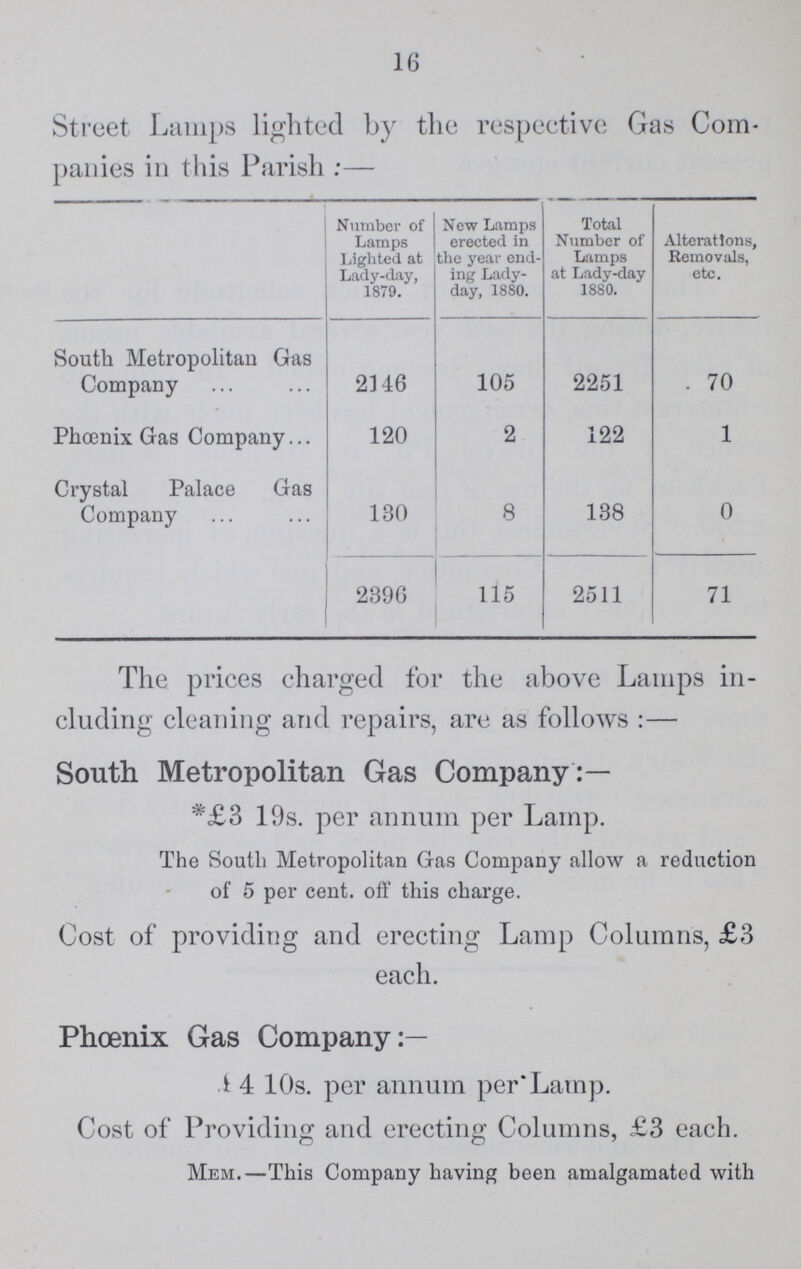 16
Street Lamps lighted by the respective Gas Com-
panies in this Parish :—
Number of Lamps Lighted at Lady-day, 1879. | New Lamps erected in the year end-ing Lady-day, 1880. | Total Number of Lamps at Lady-day 1880. | Alterations, Removals, etc.
South Metropolitan Gas
Company ... ... 2146 105 2251 . 70
Phœnix Gas Company... 120 2 122 1
Crystal Palace Gas
Company ... ... 130 8 138 0
2396 115 2511 71
The prices charged for the above Lamps in-
cluding cleaning and repairs, are as follows :—
South Metropolitan Gas Company :—
*£3 19s. per annum per Lamp.
The South Metropolitan Gas Company allow a reduction
of 5 per cent. off this charge.
Cost of providing and erecting Lamp Columns, £3
each.
Phœnix Gas Company :—
4 10s. per annum per Lamp.
Cost of Providing and erecting Columns, £3 each.
Mem.—This Company having been amalgamated with